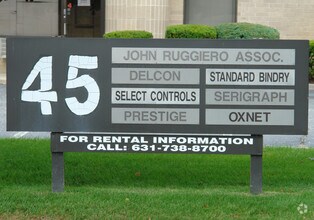 45
JOHN RUGGIERO ASSOC.
DELCON
STANDARD BINDRY
SELECT CONTROLS
SERIGRAPH
PRESTIGE
OXNET
FOR RENTAL INFORMATION
CALL: 631-738-8700